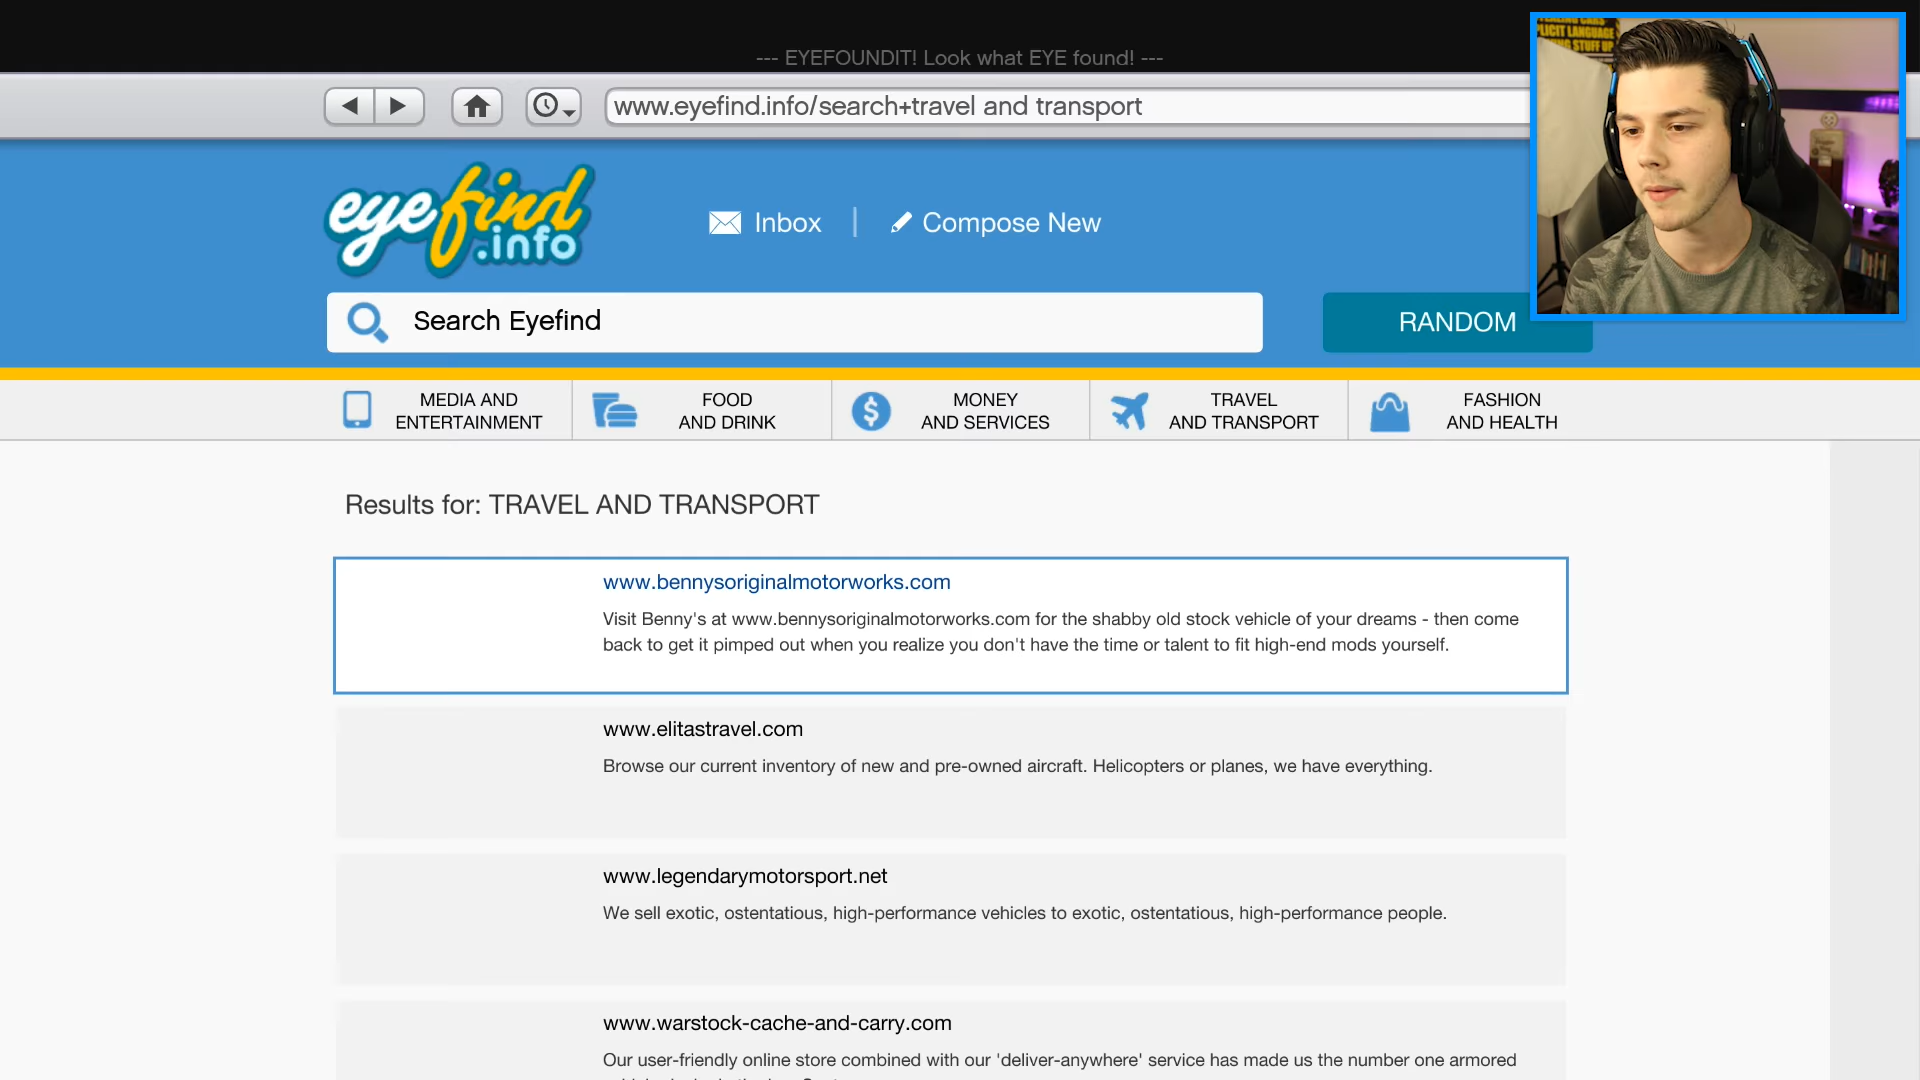 --- EYEFOUNDIT! Look what EYE found! ---
www.eyefind.info/search+travel and transport
eyefind
.info
Inbox
Compose New
Search Eyefind
RANDOM
MEDIA AND
ENTERTAINMENT
FOOD
AND DRINK
MONEY
AND SERVICES
TRAVEL
AND TRANSPORT
FASHION
AND HEALTH
Results for: TRAVEL AND TRANSPORT
www.bennysoriginalmotorworks.com
Visit Benny's at www.bennysoriginalmotorworks.com for the shabby old stock vehicle of your dreams - then come
back to get it pimped out when you realize you don't have the time or talent to fit high-end mods yourself.
www.elitastravel.com
Browse our current inventory of new and pre-owned aircraft. Helicopters or planes, we have everything.
www.legendarymotorsport.net
We sell exotic, ostentatious, high-performance vehicles to exotic, ostentatious, high-performance people.
www.warstock-cache-and-carry.com
Our user-friendly online store combined with our 'deliver-anywhere' service has made us the number one armored